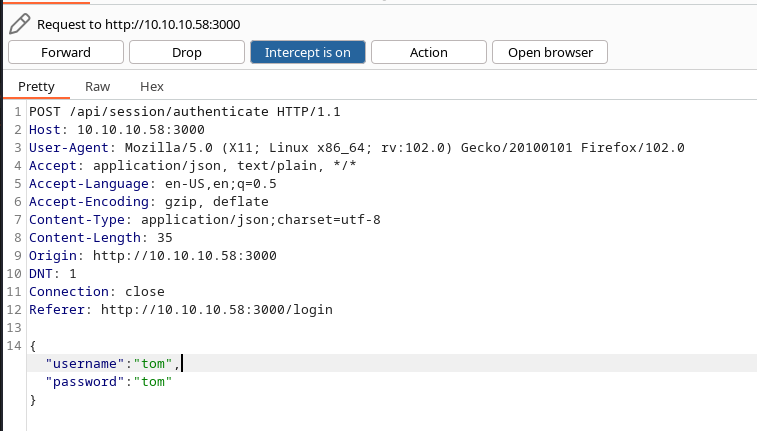 Request to http://10.10.10.58:3000
Forward Drop Intercept is on Action Open browser
Pretty Raw Hex
1 POST /api/session/authenticate HTTP/1.1
2 Host: 10.10.10.58:3000
3 User-Agent: Mozilla/5.0 (X11; Linux x86_64; rv:102.0) Gecko/20100101 Firefox/102.0
4 Accept: application/json, text/plain, */*
5 Accept-Language: en-US,en;q=0.5
6 Accept-Encoding: gzip, deflate
7 Content-Type: application/json;charset=utf-8
8 Content-Length: 35
9 Origin: http://10.10.10.58:3000
10 DNT: 1
11 Connection: close
12 Referer: http://10.10.10.58:3000/login
13
14 {
"username":"tom",
"password":"tom"
}